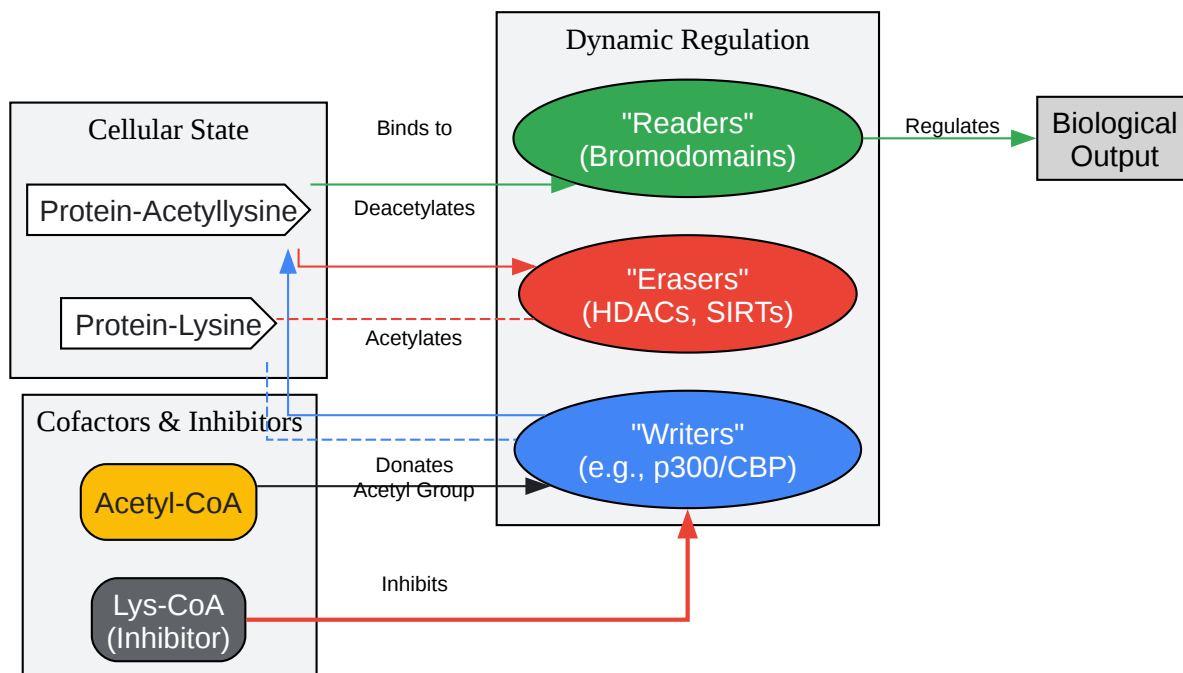 Dynamic Regulation
"Readers"
(Bromodomains)
Binds to
Regulates
Biological
Output
Cellular State
Protein-Acetyllysine
Deacetylates
"Erasers"
(HDACs, SIRTs)
Protein-Lysine
Acetylates
Cofactors & Inhibitors
"Writers"
(e.g., p300/CBP)
Donates
Acetyl Group
Acetyl-CoA
Inhibits
Lys-CoA
(Inhibitor)